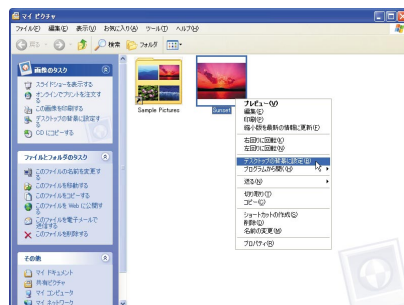 マイ ピクチャ
ファイル(F) 編集(E) 表示(V) お気に入り(A) ツール(T) ヘルプ(H)
戻る 検索 フォルダ
画像のタスク
スライドショーを表示する
オンラインでプリントを注文する
この画像を印刷する
デスクトップの背景に設定する
CD にコピーする
ファイルとフォルダのタスク
このファイルの名前を変更する
このファイルを移動する
このファイルをコピーする
このファイルを Web に公開する
このファイルを電子メールで送信する
このファイルを削除する
その他
マイ ドキュメント
共有ピクチャ
マイ コンピュータ
マイ ネットワーク
Sample Pictures
Sunset
プレビュー(V)
編集(E)
印刷(P)
縮小版を最新の情報に更新(F)
右回りに回転(K)
左回りに回転(W)
デスクトップの背景に設定(B)
プログラムから開く(H)
送る(N)
切り取り(T)
コピー(C)
ショートカットの作成(S)
削除(D)
名前の変更(M)
プロパティ(R)